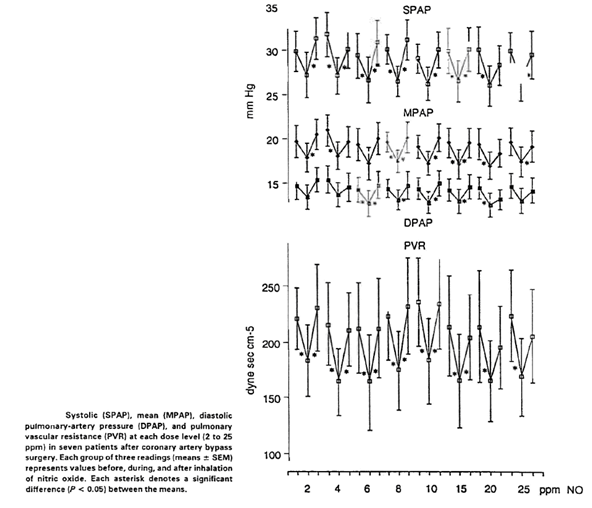 SPAP
35
30
25
mm Hg
MPAP
20
15
DPAP
PVR
250
200
150
100
dyne sec cm-5
2 4 6 8 10 15 20 25 ppm NO
Systolic (SPAP), mean (MPAP), diastolic
pulmonary-artery pressure (DPAP), and pulmonary
vascular resistance (PVR) at each dose level (2 to 25
ppm) in seven patients after coronary artery bypass
surgery. Each group of three readings (means ± SEM)
represents values before, during, and after inhalation
of nitric oxide. Each asterisk denotes a significant
difference (P < 0.05) between the means.